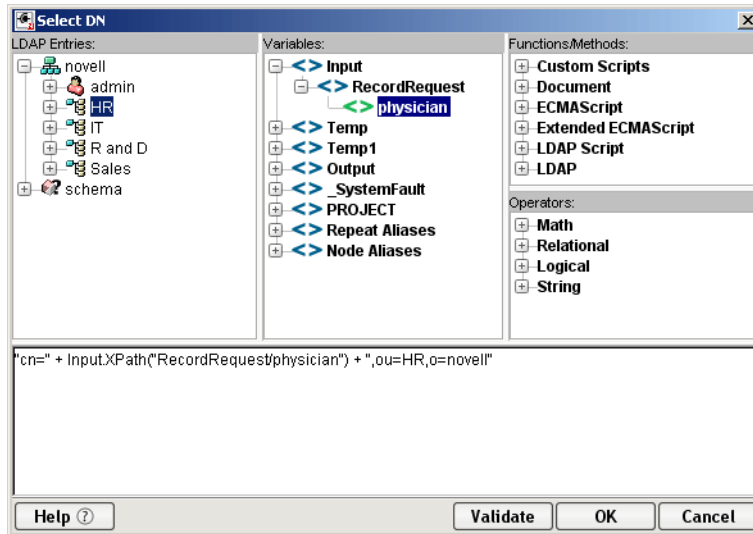 Select DN
LDAP Entries:
novell
admin
HR
IT
R and D
Sales
schema
Variables:
Input
RecordRequest
physician
Temp
Temp1
Output
_SystemFault
PROJECT
Repeat Aliases
Node Aliases
Functions/Methods:
Custom Scripts
Document
ECMAScript
Extended ECMAScript
LDAP Script
LDAP
Operators:
Math
Relational
Logical
String
"cn=" + Input.XPath("RecordRequest/physician") + ",ou=HR,o=novell"
Help ?
Validate
OK
Cancel